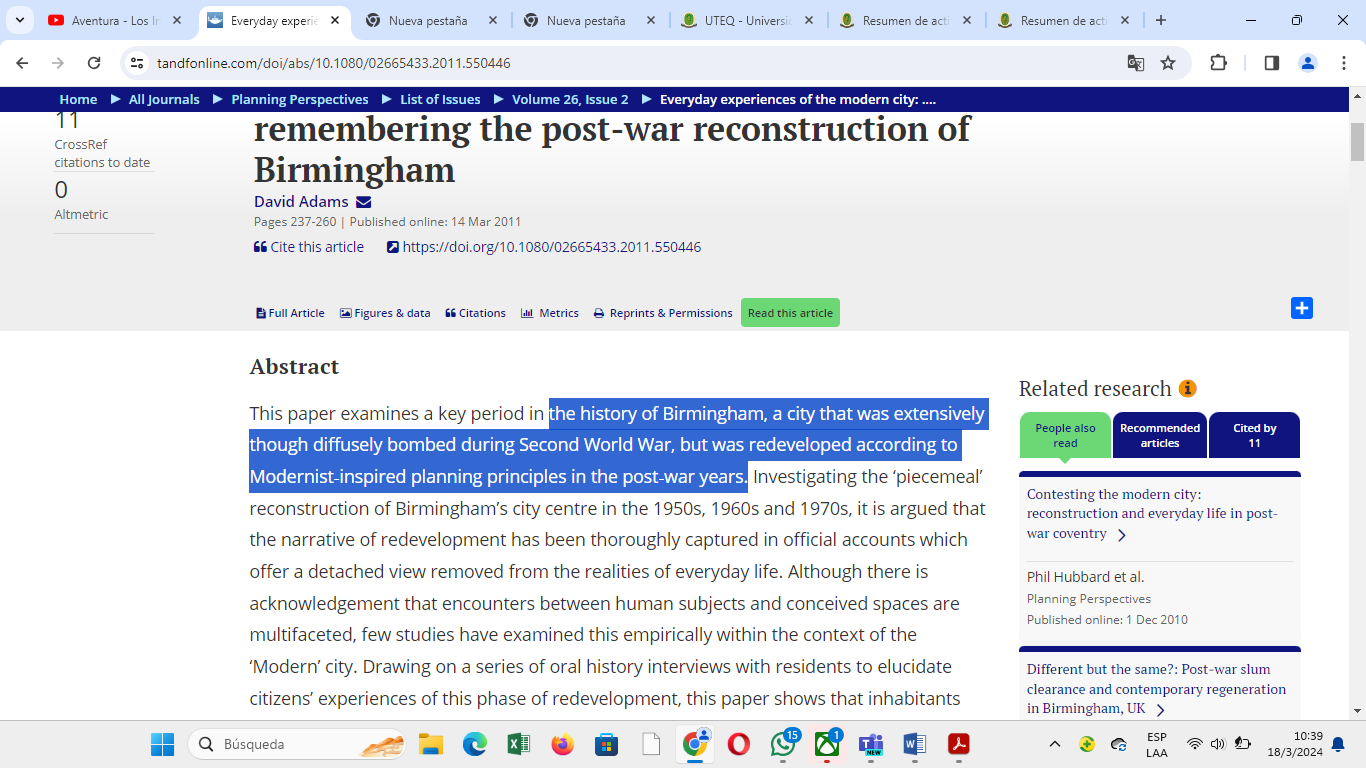 Aventura - Los Ir
Everyday experie
Nueva pestaña
Nueva pestaña
UTEQ - Universi
Resumen de acti
Resumen de acti
tandfonline.com/doi/abs/10.1080/02665433.2011.550446
Home All Journals Planning Perspectives List of Issues Volume 26, Issue 2 Everyday experiences of the modern city: ....
11
CrossRef
citations to date
0
Altmetric
remembering the post-war reconstruction of
Birmingham
David Adams
Pages 237-260 | Published online: 14 Mar 2011
Cite this article https://doi.org/10.1080/02665433.2011.550446
Full Article Figures & data Citations Metrics Reprints & Permissions Read this article
Abstract
This paper examines a key period in the history of Birmingham, a city that was extensively
though diffusely bombed during Second World War, but was redeveloped according to
Modernist-inspired planning principles in the post-war years. Investigating the ‘piecemeal’
reconstruction of Birmingham’s city centre in the 1950s, 1960s and 1970s, it is argued that
the narrative of redevelopment has been thoroughly captured in official accounts which
offer a detached view removed from the realities of everyday life. Although there is
acknowledgement that encounters between human subjects and conceived spaces are
multifaceted, few studies have examined this empirically within the context of the
‘Modern’ city. Drawing on a series of oral history interviews with residents to elucidate
citizens’ experiences of this phase of redevelopment, this paper shows that inhabitants
Related research
People also
read
Recommended
articles
Cited by
11
Contesting the modern city:
reconstruction and everyday life in post-
war coventry
Phil Hubbard et al.
Planning Perspectives
Published online: 1 Dec 2010
Different but the same?: Post-war slum
clearance and contemporary regeneration
in Birmingham, UK
Búsqueda
15
1
NEW
ESP
LAA
10:39
18/3/2024